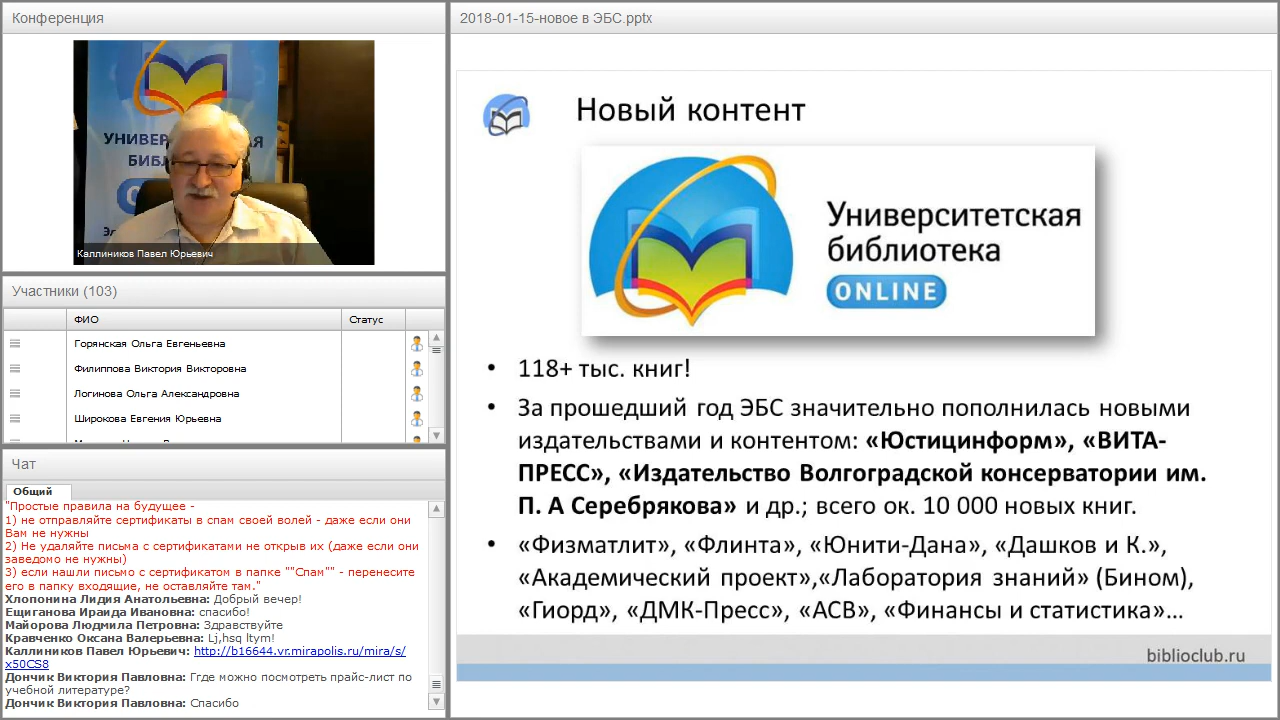 Конференция
УНИВЕР
БИБЛ
Каллиников Павел Юрьевич
Участники (103)
ФИО
Статус
Горянская Ольга Евгеньевна
Филиппова Виктория Викторовна
Логинова Ольга Александровна
Широкова Евгения Юрьевна
Чат
Общий
"Простые правила на будущее -
1) не отправляйте сертификаты в спам своей волей - даже если они
Вам не нужны
2) Не удаляйте письма с сертификатами не открыв их (даже если они
заведомо не нужны)
3) если нашли письмо с сертификатом в папке ""Спам"" - перенесите
его в папку входящие, не оставляйте там."
Хлопонина Лидия Анатольевна: Добрый вечер!
Ещиганова Ираида Ивановна: спасибо!
Майорова Людмила Петровна: Здравствуйте
Кравченко Оксана Валерьевна: Lj,hsq ltym!
Каллиников Павел Юрьевич: http://b16644.vr.mirapolis.ru/mira/s/
x50CS8
Дончик Виктория Павловна: Ггде можно посмотреть прайс-лист по
учебной литературе?
Дончик Виктория Павловна: Спасибо
2018-01-15-новое в ЭБС.pptx
Новый контент
Университетская
библиотека
ONLINE
• 118+ тыс. книг!
• За прошедший год ЭБС значительно пополнилась новыми
издательствами и контентом: «Юстицинформ», «ВИТА-
ПРЕСС», «Издательство Волгоградской консерватории им.
П. А Серебрякова» и др.; всего ок. 10 000 новых книг.
• «Физматлит», «Флинта», «Юнити-Дана», «Дашков и К.»,
«Академический проект»,«Лаборатория знаний» (Бином),
«Гиорд», «ДМК-Пресс», «АСВ», «Финансы и статистика»…
biblioclub.ru